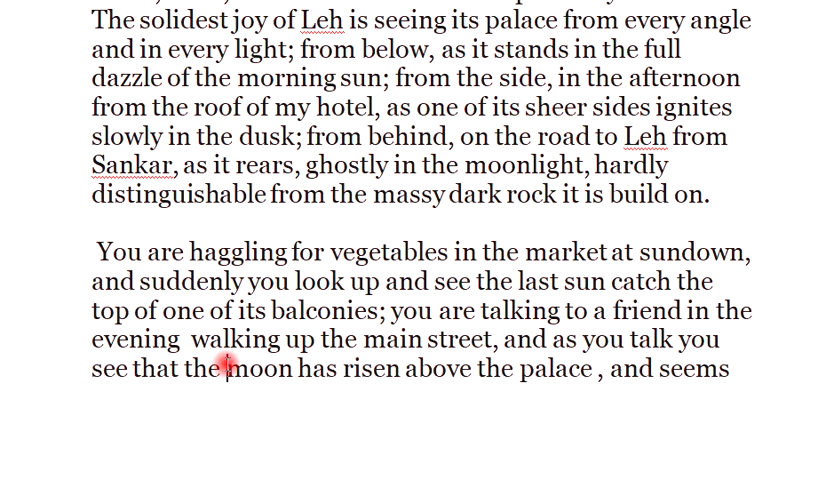 The solidest joy of Leh is seeing its palace from every angle
and in every light; from below, as it stands in the full
dazzle of the morning sun; from the side, in the afternoon
from the roof of my hotel, as one of its sheer sides ignites
slowly in the dusk; from behind, on the road to Leh from
Sankar, as it rears, ghostly in the moonlight, hardly
distinguishable from the massy dark rock it is build on.
You are haggling for vegetables in the market at sundown,
and suddenly you look up and see the last sun catch the
top of one of its balconies; you are talking to a friend in the
evening  walking up the main street, and as you talk you
see that the moon has risen above the palace , and seems